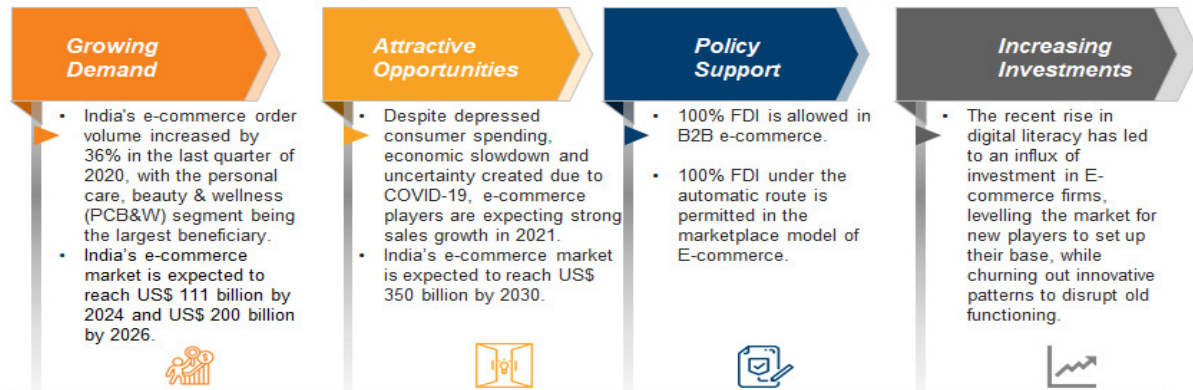 Growing
Demand
• India's e-commerce order
volume increased by
36% in the last quarter of
2020, with the personal
care, beauty & wellness
(PCB&W) segment being
the largest beneficiary.
• India's e-commerce
market is expected to
reach US$ 111 billion by
2024 and US$ 200 billion
by 2026.
Attractive
Opportunities
• Despite depressed
consumer spending,
economic slowdown and
uncertainty created due to
COVID-19, e-commerce
players are expecting strong
sales growth in 2021.
• India's e-commerce market
is expected to reach US$
350 billion by 2030.
Policy
Support
• 100% FDI is allowed in
B2B e-commerce.
• 100% FDI under the
automatic route is
permitted in the
marketplace model of
E-commerce.
Increasing
Investments
• The recent rise in
digital literacy has led
to an influx of
investment in E-
commerce firms,
levelling the market for
new players to set up
their base, while
churning out innovative
patterns to disrupt old
functioning.